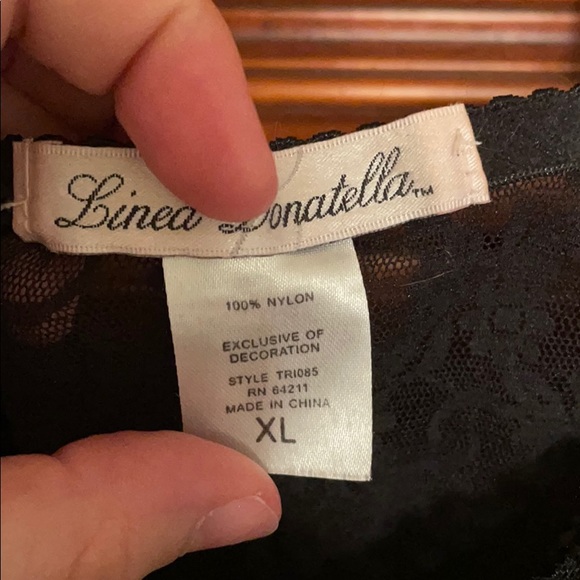 Linea Donatella™
100% NYLON
EXCLUSIVE OF
DECORATION
STYLE TRI085
RN 64211
MADE IN CHINA
XL